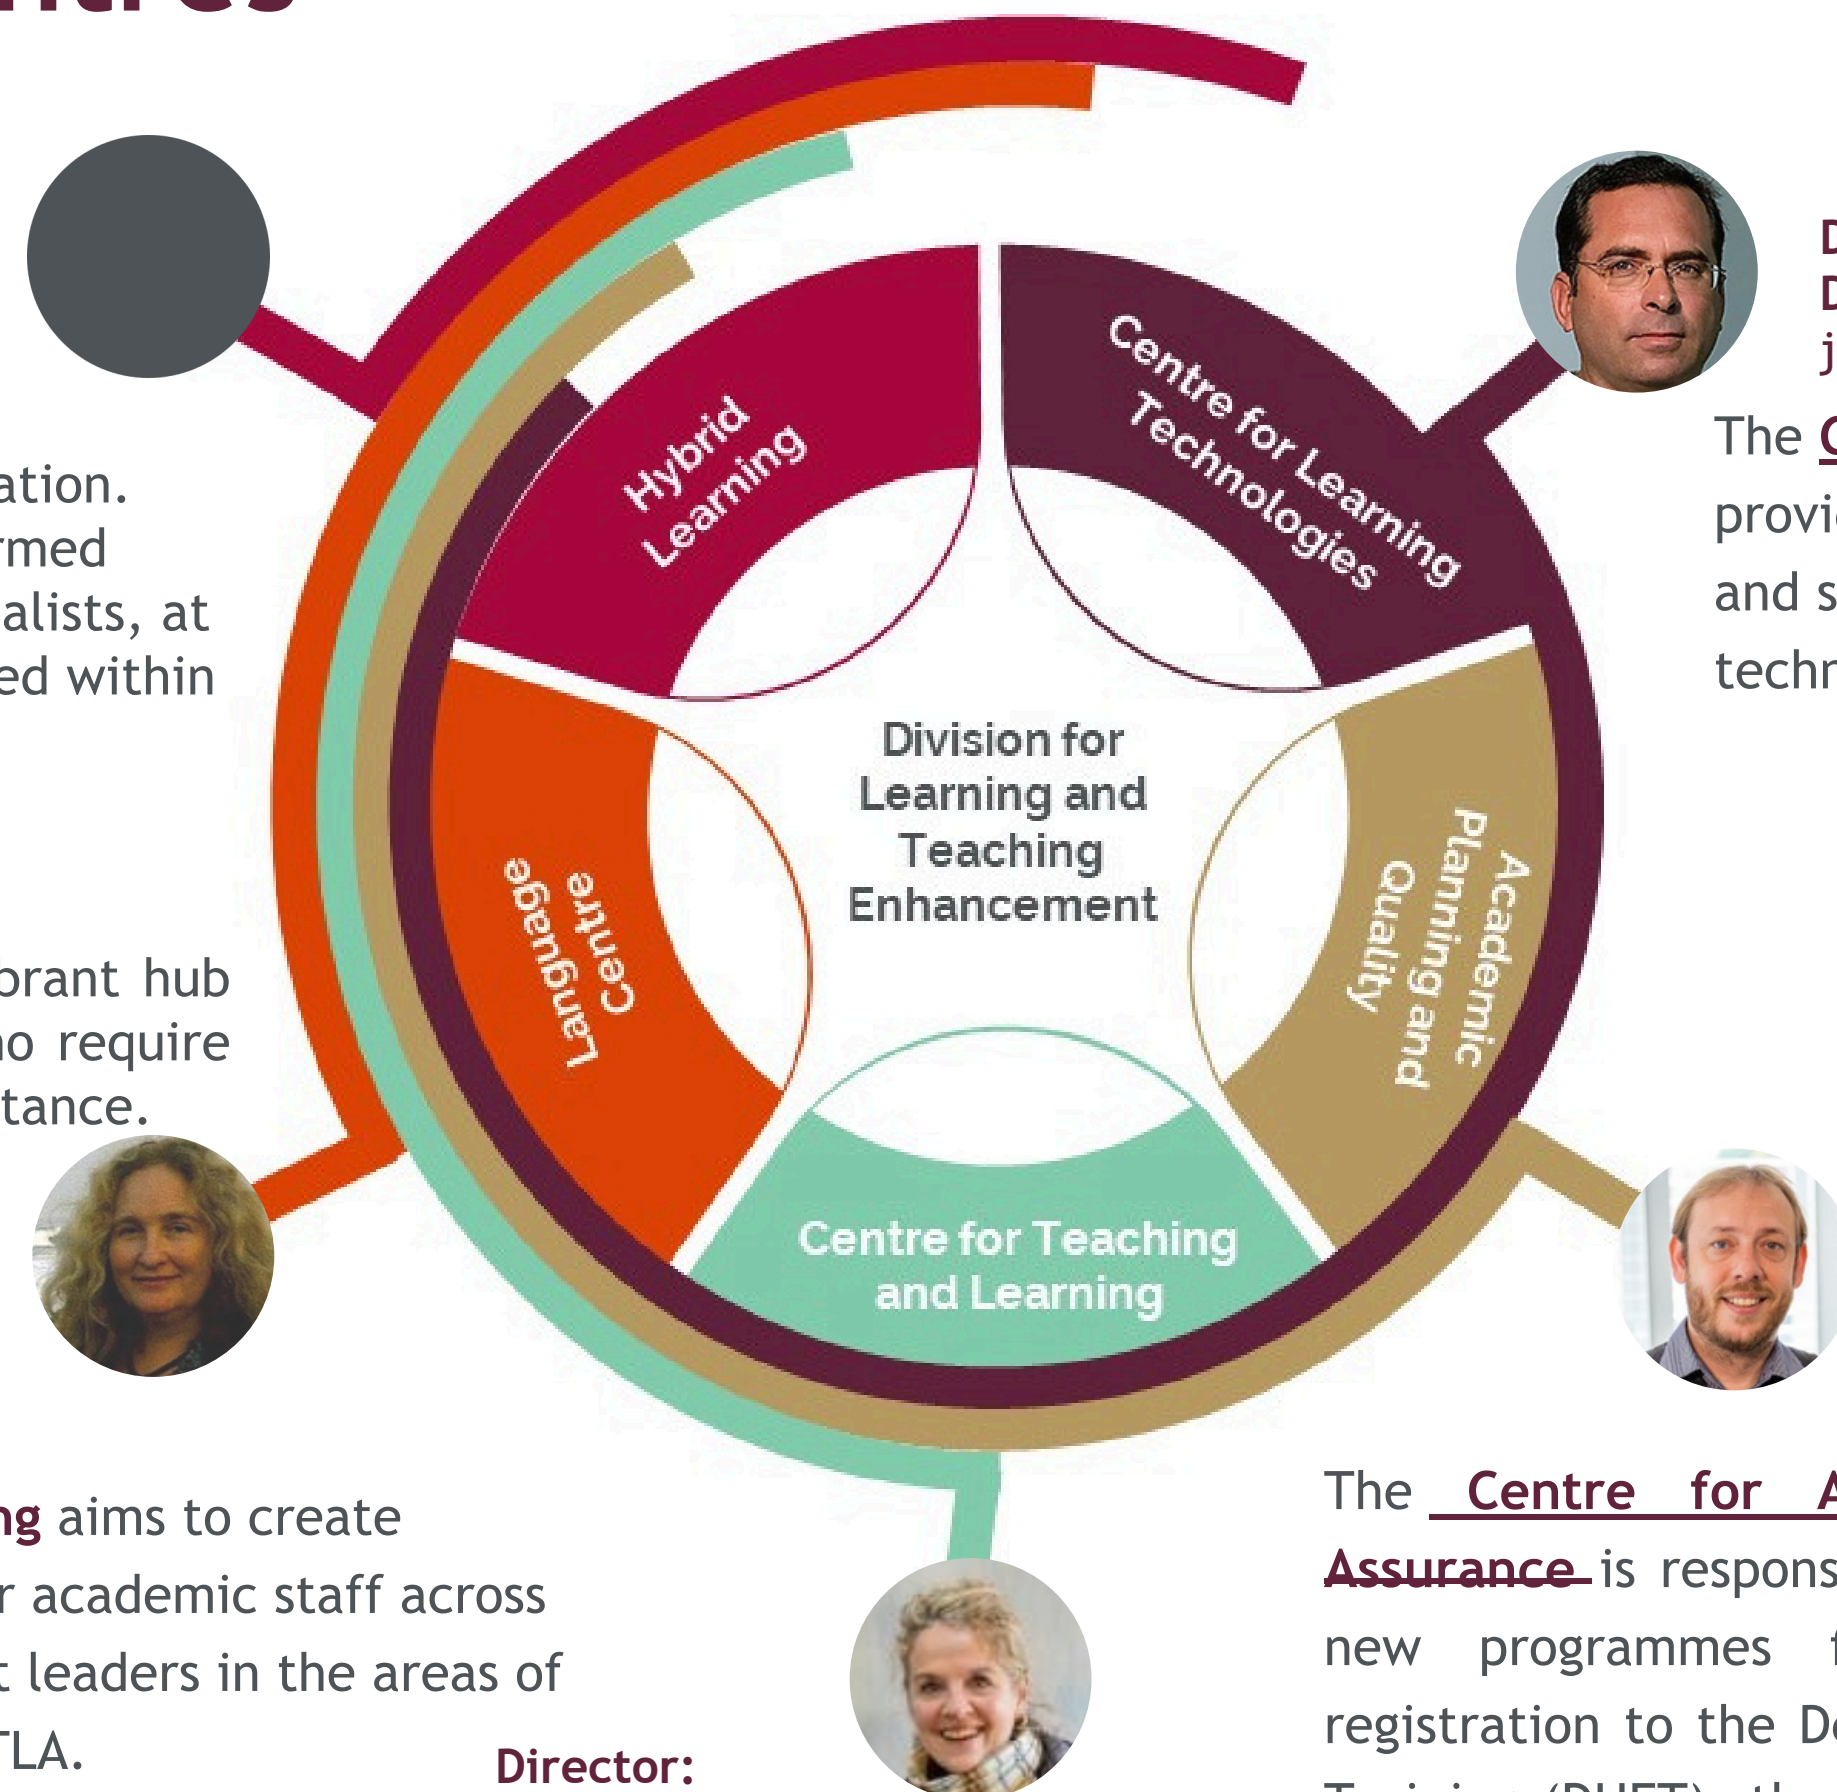 ntres
Hybrid
Learning
Centre for Learning
Technologies
Division for
Learning and
Teaching
Enhancement
Language
Centre
Academic
Planning and
Quality
Centre for Teaching
and Learning
ation.
rmed
alists, at
ed within
brant hub
no require
tance.
ng aims to create
r academic staff across
t leaders in the areas of
TLA.
Director:
D
D
j
The C
provi
and s
techn
The Centre for A
Assurance is respons
new programmes f
registration to the De